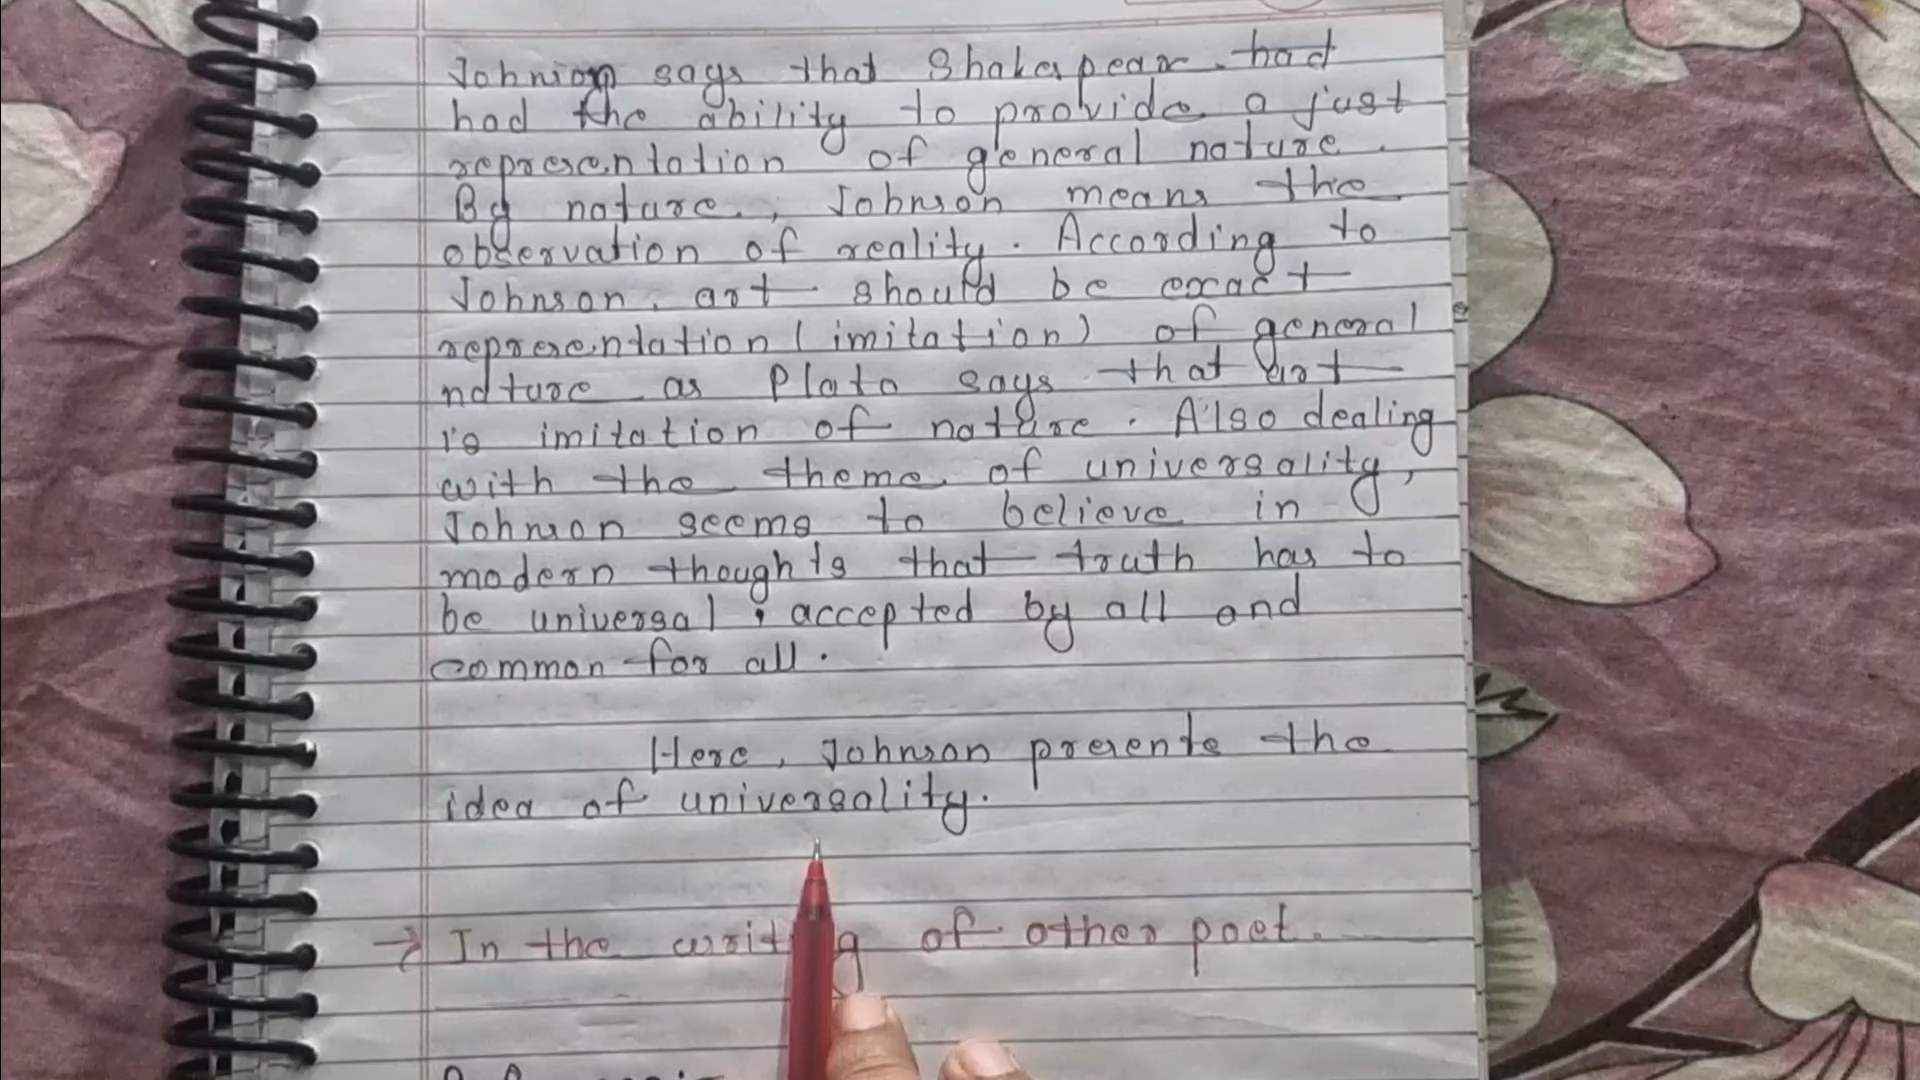 Johnson says that Shakespear had
had the ability to provide a just
representation of general nature.
By nature, Johnson means the
observation of reality. According to
Johnson, art should be exact
representation (imitation) of general
nature as Plato says that art
is imitation of nature. Also dealing
with the theme of universality,
Johnson seems to believe in
modern thoughts that truth has to
be universal, accepted by all and
common for all.
Here, Johnson presents the
idea of universality.
→ In the writing of other poet.